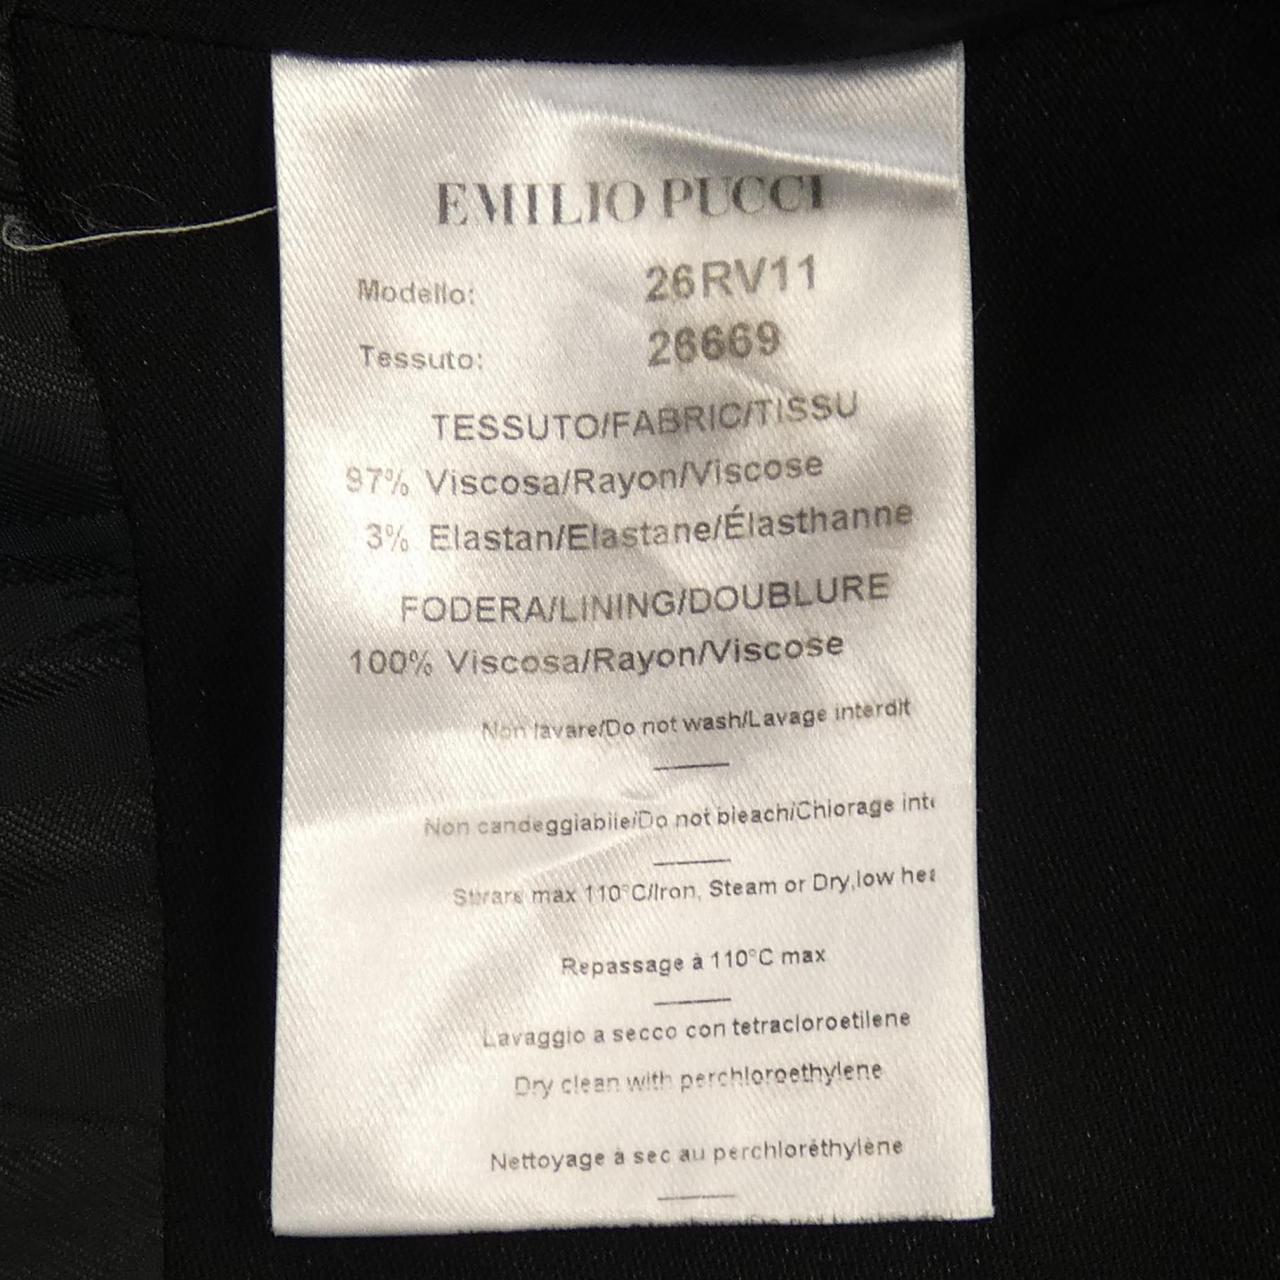 EMILIO PUCCI
Modello: 26RV11
Tessuto: 26669
TESSUTO/FABRIC/TISSU
97% Viscosa/Rayon/Viscose
3% Elastan/Elastane/Élasthanne
FODERA/LINING/DOUBLURE
100% Viscosa/Rayon/Viscose
Non lavare/Do not wash/Lavage interdit
Non candeggiabile/Do not bleach/Chlorage inte
Stirare max 110°C/Iron, Steam or Dry,low hea
Repassage à 110°C max
Lavaggio a secco con tetracloroetilene
Dry clean with perchloroethylene
Nettoyage à sec au perchloréthylène